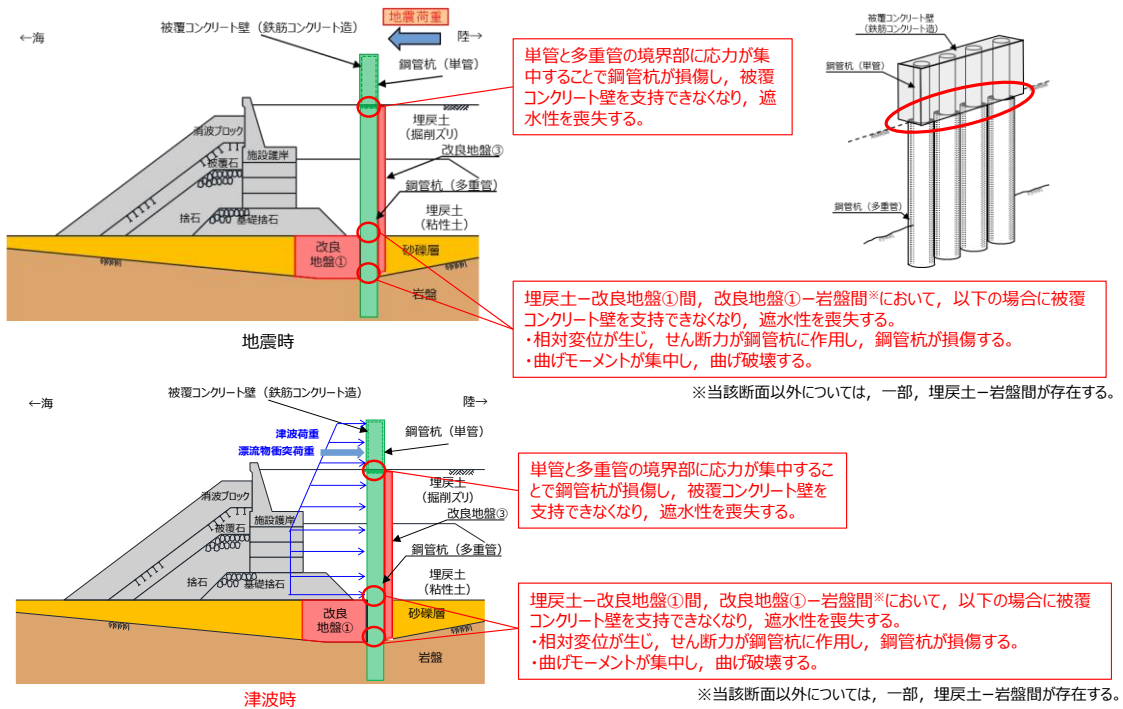 地震荷重
被覆コンクリート壁（鉄筋コンクリート造）
←海
陸→
鋼管杭（単管）
消波ブロック
被覆石
施設護岸
捨石
基礎捨石
埋戻土
（掘削ズリ）
改良地盤③
鋼管杭（多重管）
埋戻土
（粘性土）
改良
地盤①
砂礫層
岩盤
地震時
単管と多重管の境界部に応力が集
中することで鋼管杭が損傷し，被覆
コンクリート壁を支持できなくなり，遮
水性を喪失する。
被覆コンクリート壁
（鉄筋コンクリート造）
鋼管杭（単管）
鋼管杭（多重管）
埋戻土－改良地盤①間，改良地盤①－岩盤間※において，以下の場合に被覆
コンクリート壁を支持できなくなり，遮水性を喪失する。
・相対変位が生じ，せん断力が鋼管杭に作用し，鋼管杭が損傷する。
・曲げモーメントが集中し，曲げ破壊する。
※当該断面以外については，一部，埋戻土－岩盤間が存在する。
被覆コンクリート壁（鉄筋コンクリート造）
←海
陸→
津波荷重
漂流物衝突荷重
鋼管杭（単管）
消波ブロック
被覆石
施設護岸
捨石
基礎捨石
埋戻土
（掘削ズリ）
改良地盤③
鋼管杭（多重管）
埋戻土
（粘性土）
改良
地盤①
砂礫層
岩盤
津波時
単管と多重管の境界部に応力が集中するこ
とで鋼管杭が損傷し，被覆コンクリート壁を
支持できなくなり，遮水性を喪失する。
埋戻土－改良地盤①間，改良地盤①－岩盤間※において，以下の場合に被覆
コンクリート壁を支持できなくなり，遮水性を喪失する。
・相対変位が生じ，せん断力が鋼管杭に作用し，鋼管杭が損傷する。
・曲げモーメントが集中し，曲げ破壊する。
※当該断面以外については，一部，埋戻土－岩盤間が存在する。